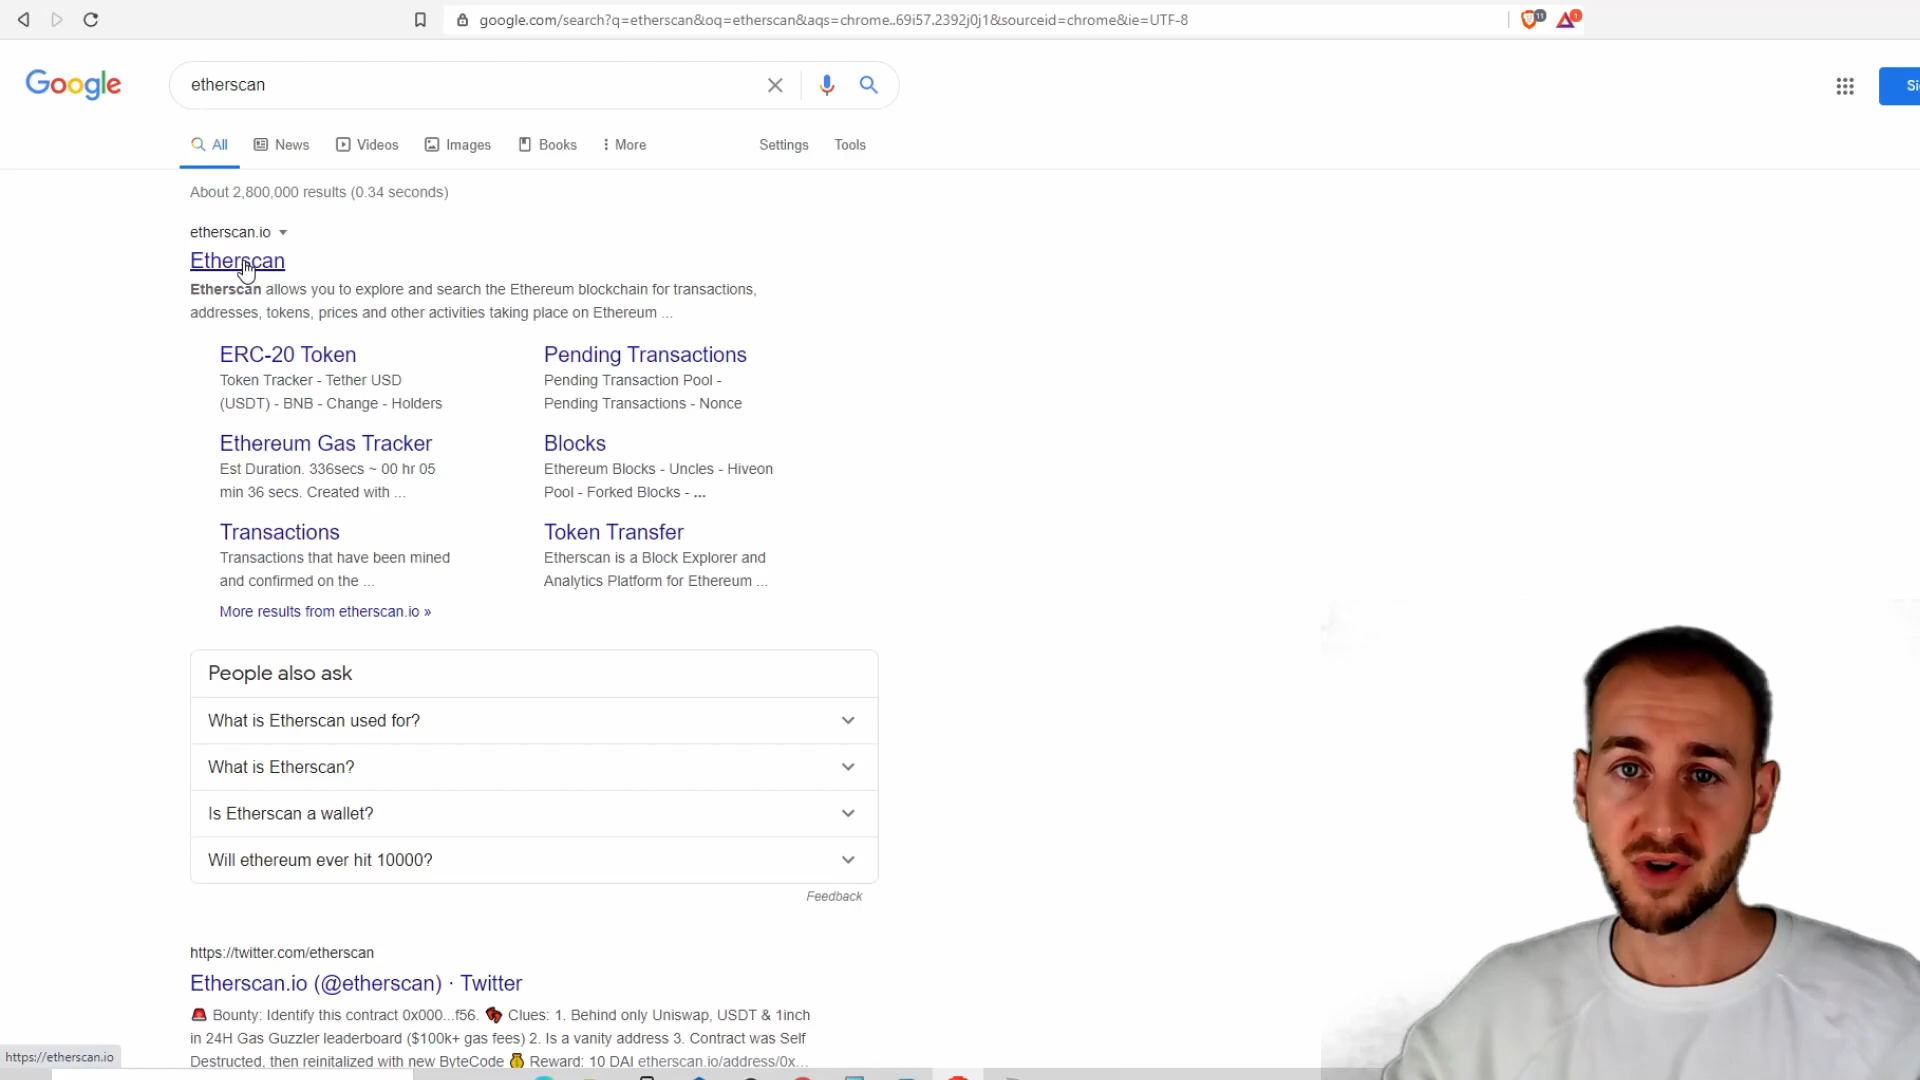 google.com/search?q=etherscan&oq=etherscan&aqs=chrome..69i57.2392j0j1&sourceid=chrome&ie=UTF-8
11
1
Google
etherscan
Si
All
News
Videos
Images
Books
More
Settings
Tools
About 2,800,000 results (0.34 seconds)
etherscan.io
Etherscan
Etherscan allows you to explore and search the Ethereum blockchain for transactions,
addresses, tokens, prices and other activities taking place on Ethereum ...
ERC-20 Token
Token Tracker - Tether USD
(USDT) - BNB - Change - Holders
Pending Transactions
Pending Transaction Pool -
Pending Transactions - Nonce
Ethereum Gas Tracker
Est Duration. 336secs ~ 00 hr 05
min 36 secs. Created with ...
Blocks
Ethereum Blocks - Uncles - Hiveon
Pool - Forked Blocks - ...
Transactions
Transactions that have been mined
and confirmed on the ...
Token Transfer
Etherscan is a Block Explorer and
Analytics Platform for Ethereum ...
More results from etherscan.io »
People also ask
What is Etherscan used for?
What is Etherscan?
Is Etherscan a wallet?
Will ethereum ever hit 10000?
Feedback
https://twitter.com/etherscan
Etherscan.io (@etherscan) · Twitter
🚨 Bounty: Identify this contract 0x000...f56. 👣 Clues: 1. Behind only Uniswap, USDT & 1inch
in 24H Gas Guzzler leaderboard ($100k+ gas fees) 2. Is a vanity address 3. Contract was Self
Destructed, then reinitalized with new ByteCode 💰 Reward: 10 DAI etherscan.io/address/0x...
https://etherscan.io